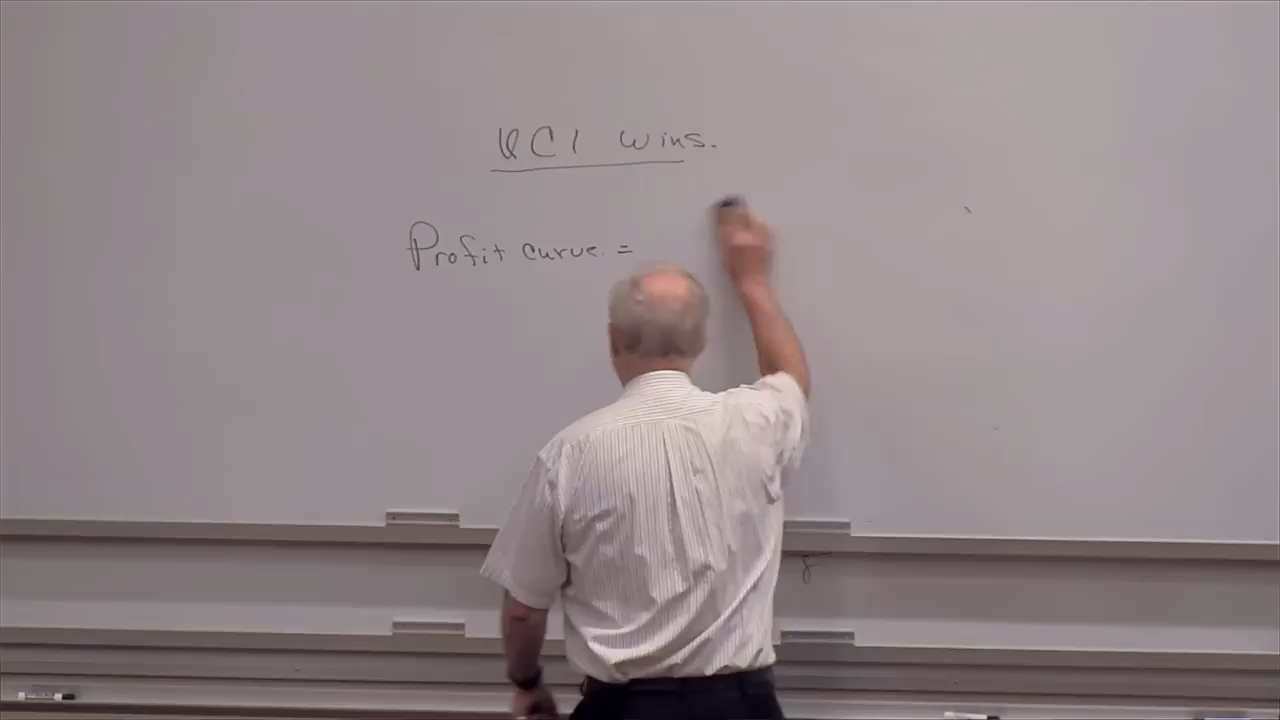 UCI wins.
Profit curve. =